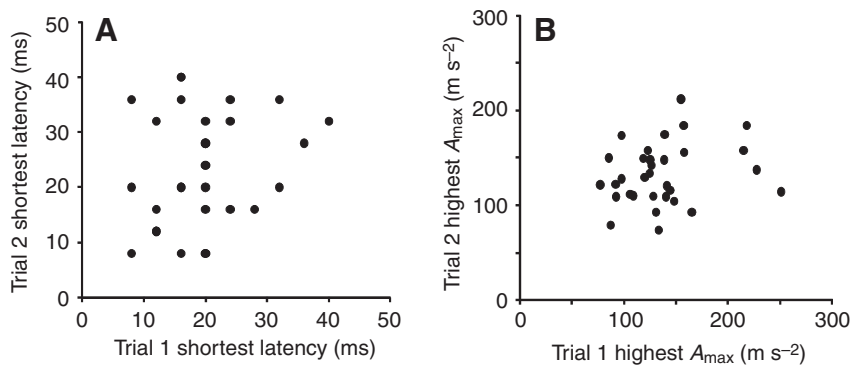 A
Trial 2 shortest latency (ms)
50
40
30
20
10
0
0 10 20 30 40 50
Trial 1 shortest latency (ms)
B
Trial 2 highest Amax (m s–2)
300
200
100
0
0 100 200 300
Trial 1 highest Amax (m s–2)